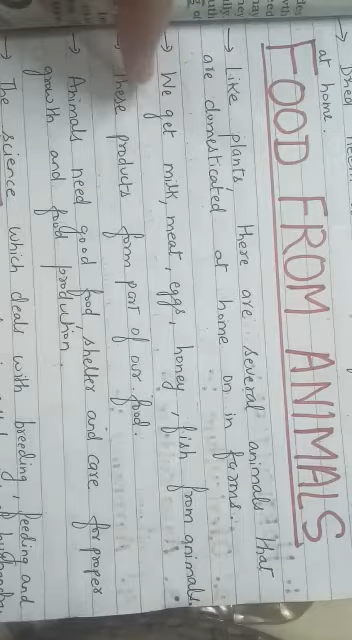 → Dried
at home.
FOOD FROM ANIMALS
→ Like plants, there are several animals that
are domesticated at home on in farms.
→ We get milk, meat, eggs, honey, fish from animals.
→ These products form part of our food.
→ Animals need good food, shelter and care for proper
growth and food production.
→ The science which deals with breeding, feeding and